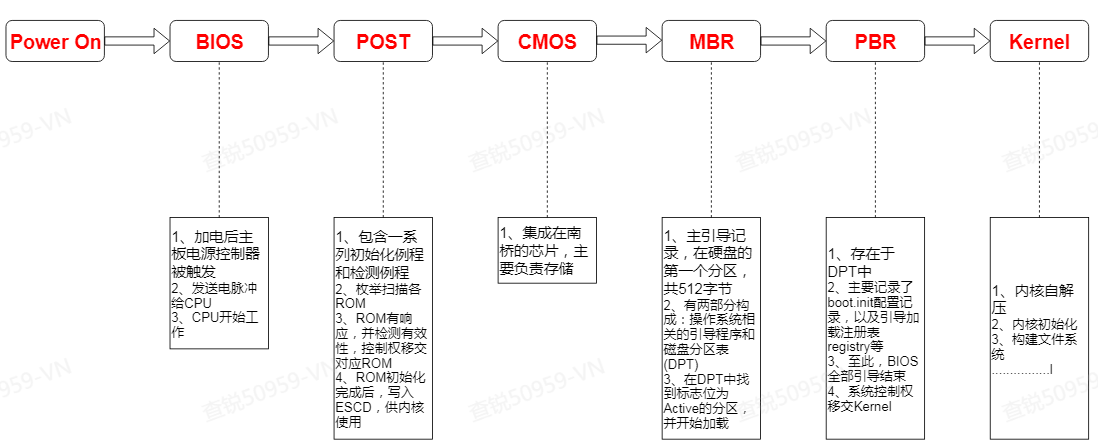 Power On
BIOS
POST
CMOS
MBR
PBR
Kernel
1、加电后主
板电源控制器
被触发
2、发送电脉冲
给CPU
3、CPU开始工
作
1、包含一系
列初始化例程
和检测例程
2、枚举扫描各
ROM
3、ROM有响
应，并检测有效
性，控制权移交
对应ROM
4、ROM初始化
完成后，写入
ESCD，供内核
使用
1、集成在南
桥的芯片，主
要负责存储
1、主引导记
录，在硬盘的
第一个分区，
共512字节
2、有两部分构
成：操作系统相
关的引导程序和
磁盘分区表
(DPT)
3、在DPT中找
到标志位为
Active的分区，
并开始加载
1、存在于
DPT中
2、主要记录了
boot.init配置记
录，以及引导加
载注册表
registry等
3、至此，BIOS
全部引导结束
4、系统控制权
移交Kernel
1、内核自解
压
2、内核初始化
3、构建文件系
统
................I
50959-VN
查锐50959-VN
查锐50959-VN
查锐50959-VN
50959-VN
查锐50959-VN
查锐50959-VN
查锐50959-VN
查锐50959-VN